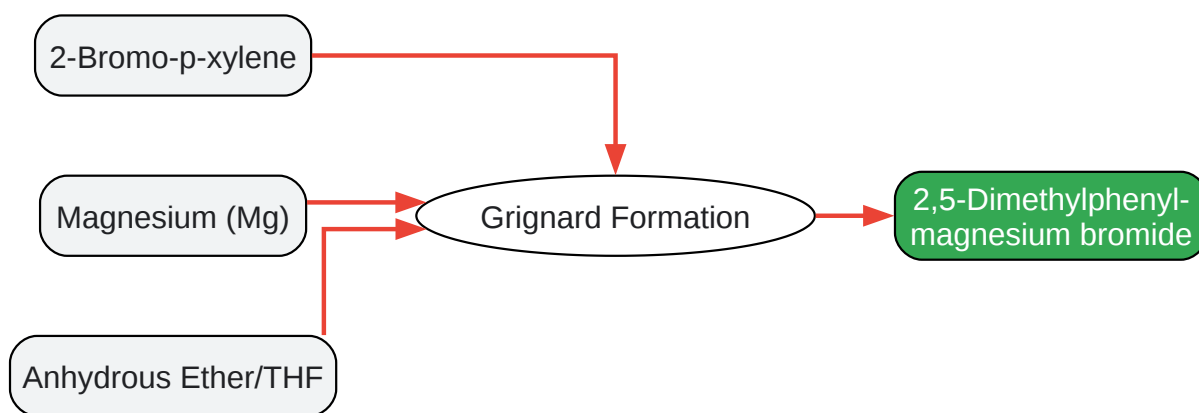 2-Bromo-p-xylene
Magnesium (Mg)
Grignard Formation
2,5-Dimethylphenyl-
magnesium bromide
Anhydrous Ether/THF